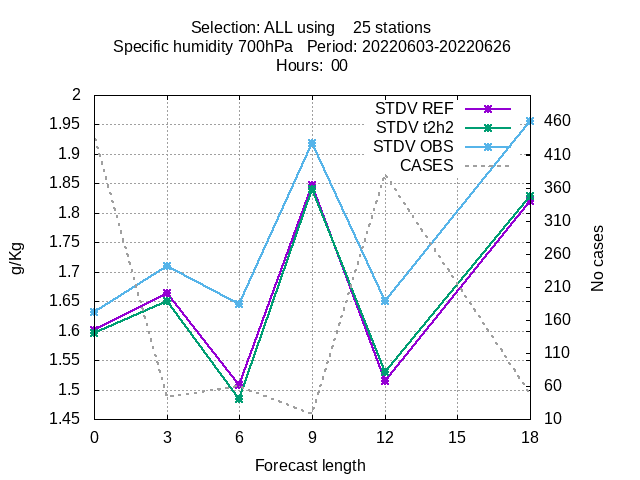 Selection: ALL using    25 stations
Specific humidity 700hPa   Period: 20220603-20220626
Hours:  00
STDV REF
STDV t2h2
STDV OBS
CASES
2
1.95
1.9
1.85
1.8
1.75
1.7
1.65
1.6
1.55
1.5
1.45
g/Kg
460
410
360
310
260
210
160
110
60
10
No cases
0 3 6 9 12 15 18
Forecast length